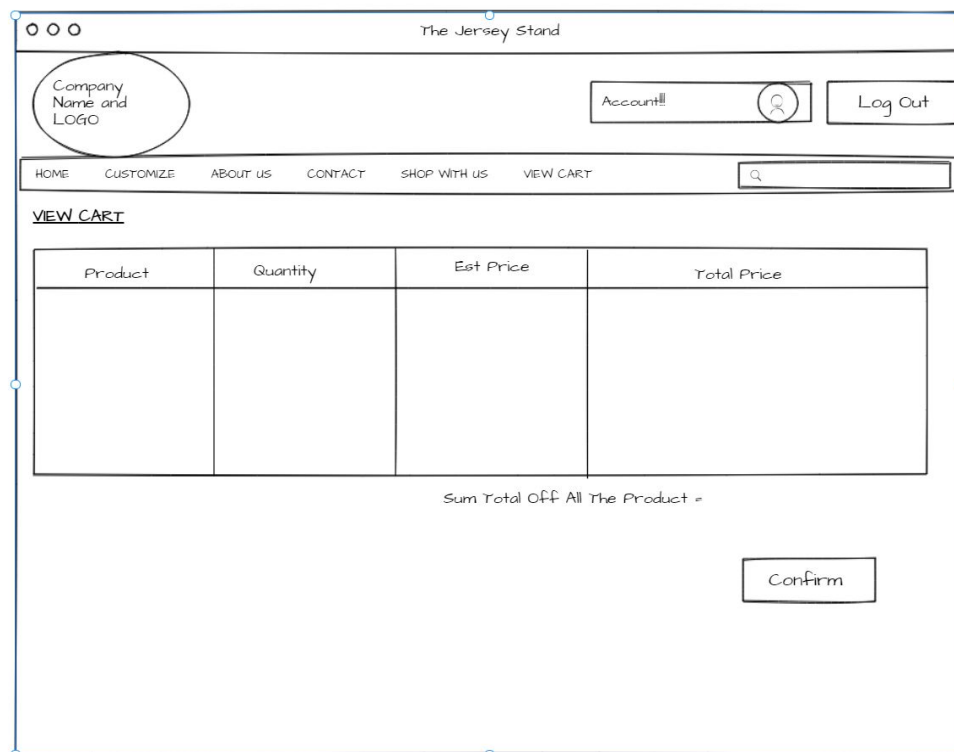 The Jersey Stand
Company
Name and
LOGO
Account!!!
Log Out
HOME CUSTOMIZE ABOUT US CONTACT SHOP WITH US VIEW CART
VIEW CART
Product Quantity Est Price Total Price
Sum Total Off All The Product =
Confirm